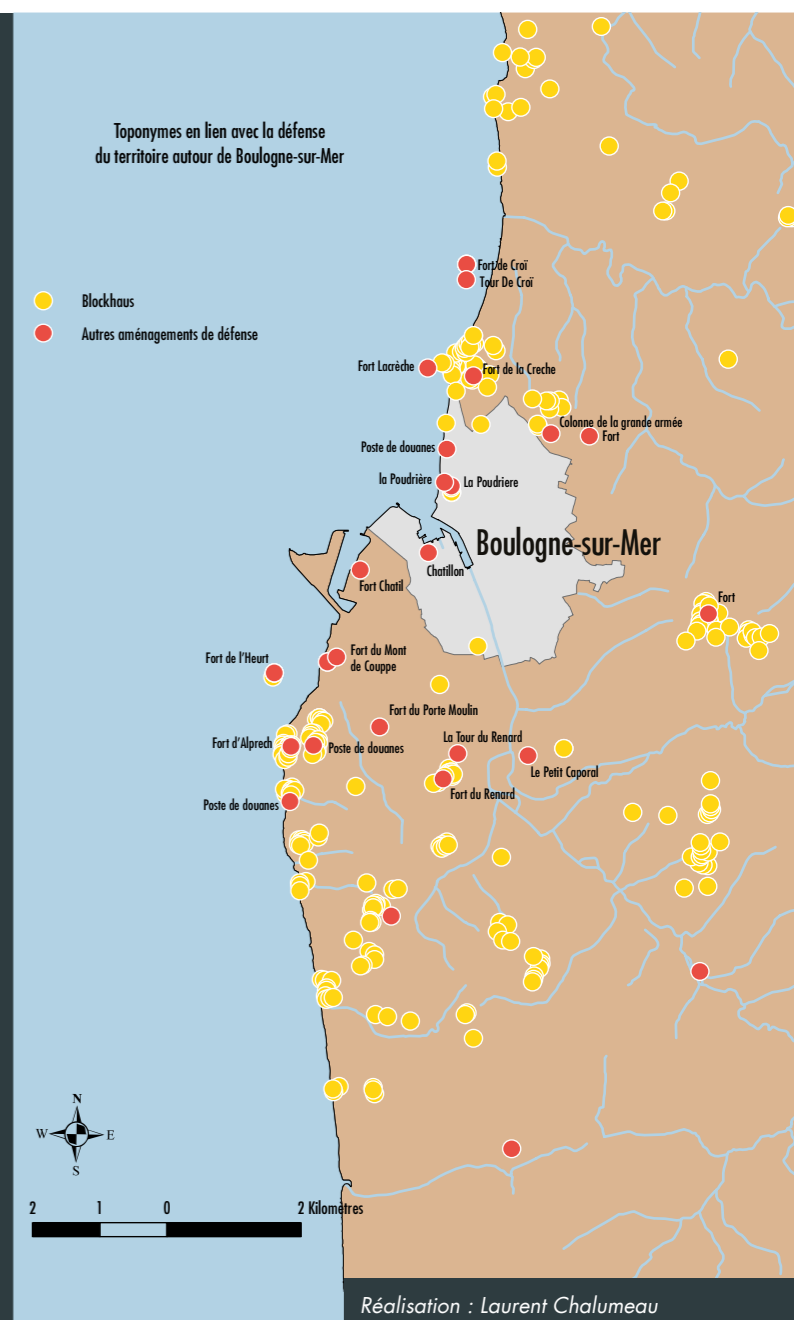 Toponymes en lien avec la défense
du territoire autour de Boulogne-sur-Mer
Blockhaus
Autres aménagements de défense
Fort de Croï
Tour De Croï
Fort Lacrèche
Fort de la Creche
Colonne de la grande armée
Fort
Poste de douanes
la Poudrière
La Poudriere
Boulogne-sur-Mer
Chatillon
Fort Chatil
Fort
Fort de l'Heurt
Fort du Mont
de Couppe
Fort du Porte Moulin
Fort d'Alprech
Poste de douanes
La Tour du Renard
Le Petit Caporal
Fort du Renard
Poste de douanes
N
W
E
S
2 1 0 2 Kilomètres
Réalisation : Laurent Chalumeau